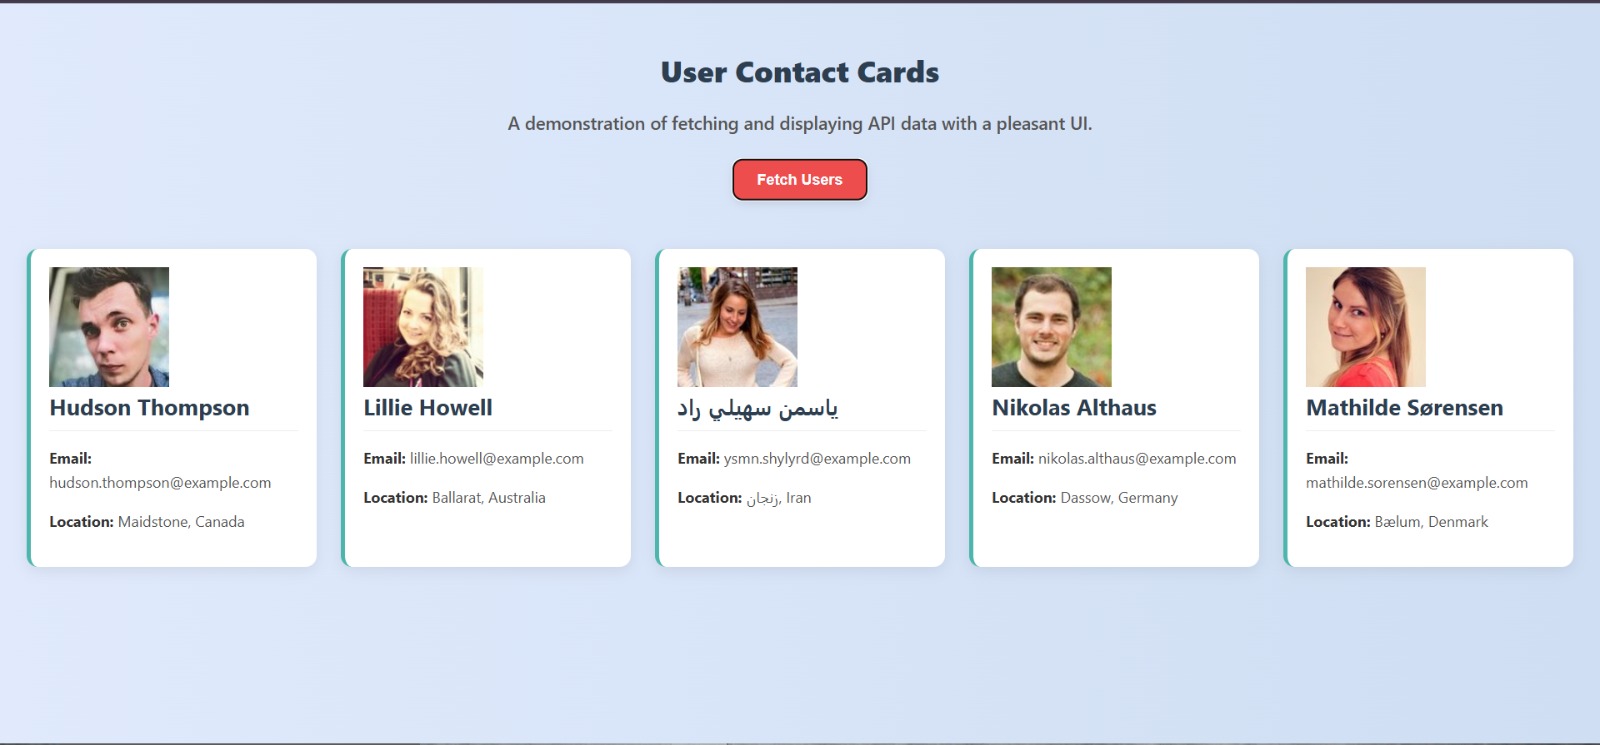 User Contact Cards
A demonstration of fetching and displaying API data with a pleasant UI.
Fetch Users
Hudson Thompson
Email:
hudson.thompson@example.com
Location: Maidstone, Canada
Lillie Howell
Email: lillie.howell@example.com
Location: Ballarat, Australia
یاسمن سهيلي راد
Email: ysmn.shylyrd@example.com
Location: زنجان, Iran
Nikolas Althaus
Email: nikolas.althaus@example.com
Location: Dassow, Germany
Mathilde Sørensen
Email:
mathilde.sorensen@example.com
Location: Bælum, Denmark